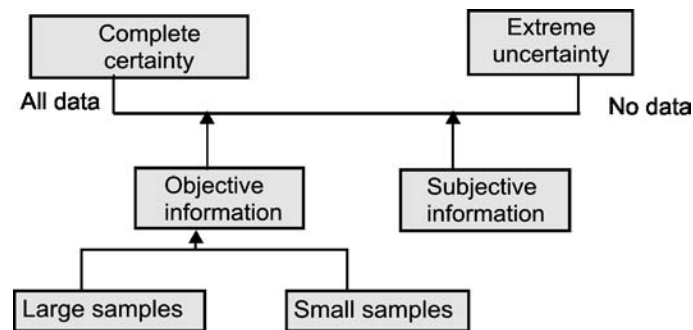 Complete
certainty
Extreme
uncertainty
All data
No data
Objective
information
Subjective
information
Large samples
Small samples